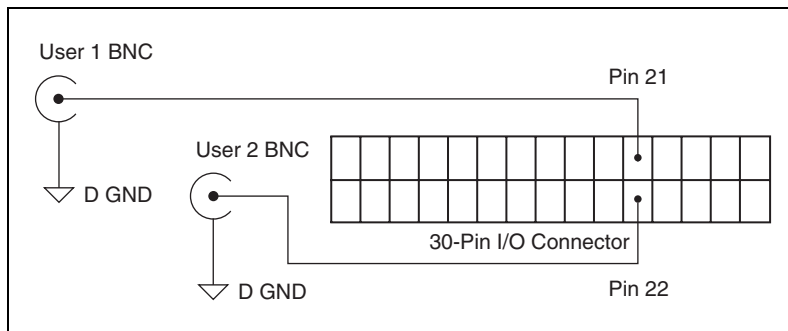 User 1 BNC
Pin 21
User 2 BNC
D GND
30-Pin I/O Connector
D GND
Pin 22